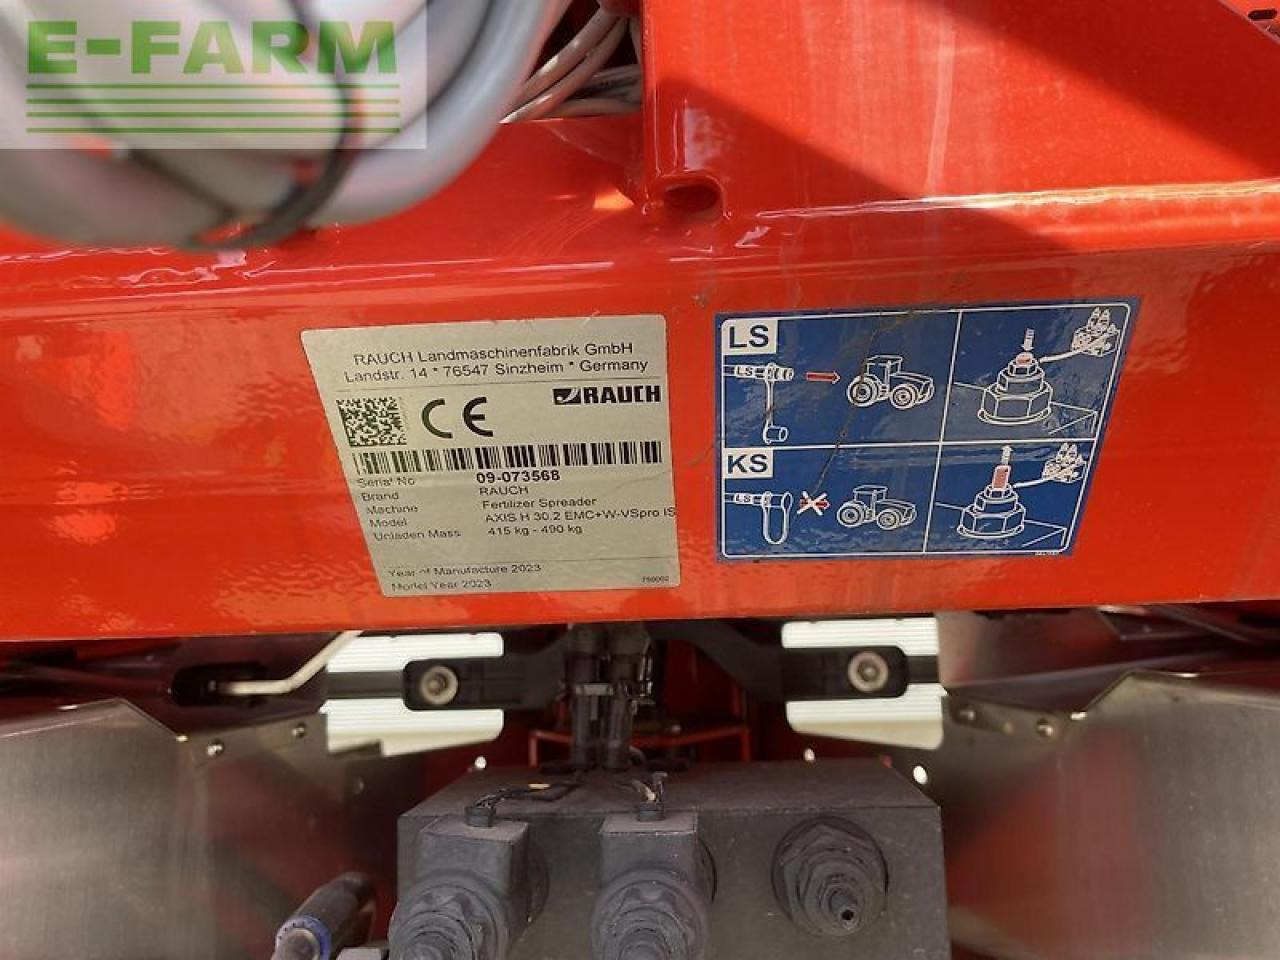 E-FARM
RAUCH Landmaschinenfabrik GmbH
Landstr. 14 * 76547 Sinzheim * Germany
CE
RAUCH
Serial No 09-073568
Brand RAUCH
Machine Fertilizer Spreader
Model AXIS H 30.2 EMC+W-VSpro IS
Unladen Mass 415 kg - 490 kg
Year of Manufacture 2023
Model Year 2023
LS
LS
KS
LS